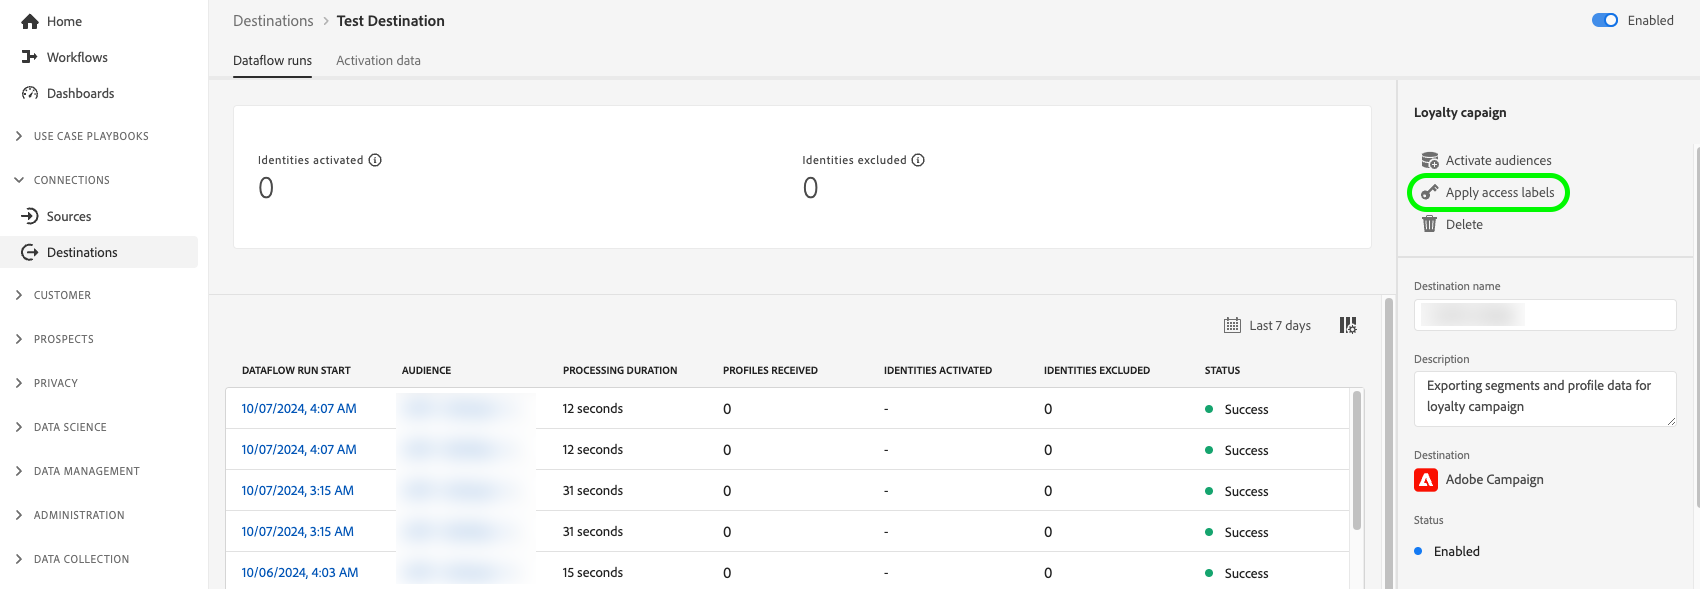 Home
Workflows
Dashboards
USE CASE PLAYBOOKS
CONNECTIONS
Sources
Destinations
CUSTOMER
PROSPECTS
PRIVACY
DATA SCIENCE
DATA MANAGEMENT
ADMINISTRATION
DATA COLLECTION
Destinations > Test Destination
Enabled
Dataflow runs Activation data
Identities activated
0
Identities excluded
0
Last 7 days
DATAFLOW RUN START AUDIENCE PROCESSING DURATION PROFILES RECEIVED IDENTITIES ACTIVATED IDENTITIES EXCLUDED STATUS
10/07/2024, 4:07 AM 12 seconds 0 - 0 Success
10/07/2024, 4:07 AM 12 seconds 0 - 0 Success
10/07/2024, 3:15 AM 31 seconds 0 - 0 Success
10/07/2024, 3:15 AM 31 seconds 0 - 0 Success
10/06/2024, 4:03 AM 15 seconds 0 - 0 Success
Loyalty capaign
Activate audiences
Apply access labels
Delete
Destination name
Description
Exporting segments and profile data for
loyalty campaign
Destination
Adobe Campaign
Status
Enabled